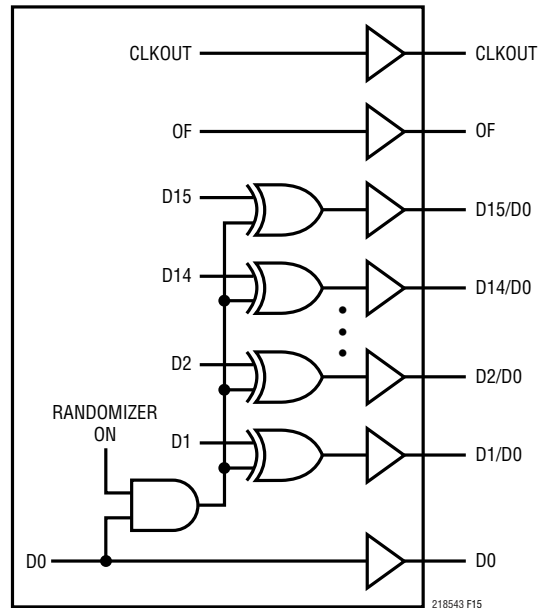 CLKOUT
CLKOUT
OF
OF
D15
D15/D0
D14
D14/D0
D2
D2/D0
RANDOMIZER
ON
D1
D1/D0
D0
D0
218543 F15